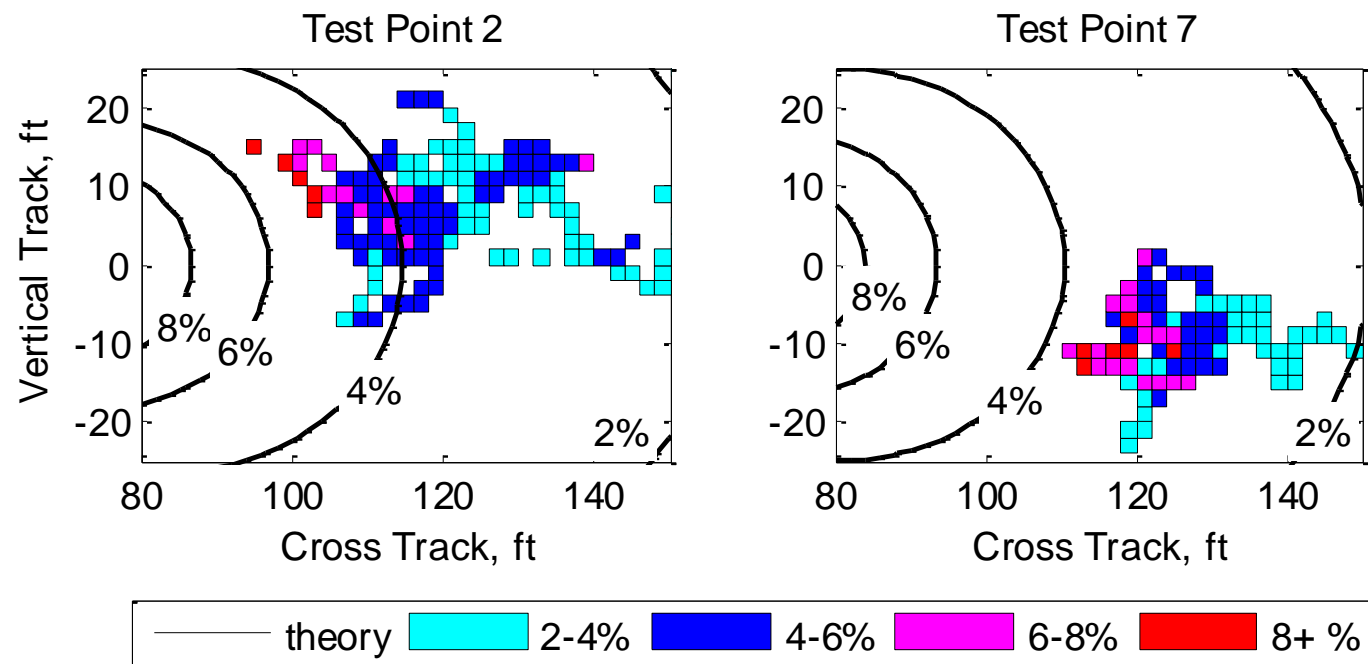 Test Point 2
Test Point 7
Vertical Track, ft
20
10
0
-10
-20
8%
6%
4%
2%
80 100 120 140
Cross Track, ft
20
10
0
-10
-20
8%
6%
4%
2%
80 100 120 140
Cross Track, ft
theory 2-4% 4-6% 6-8% 8+ %